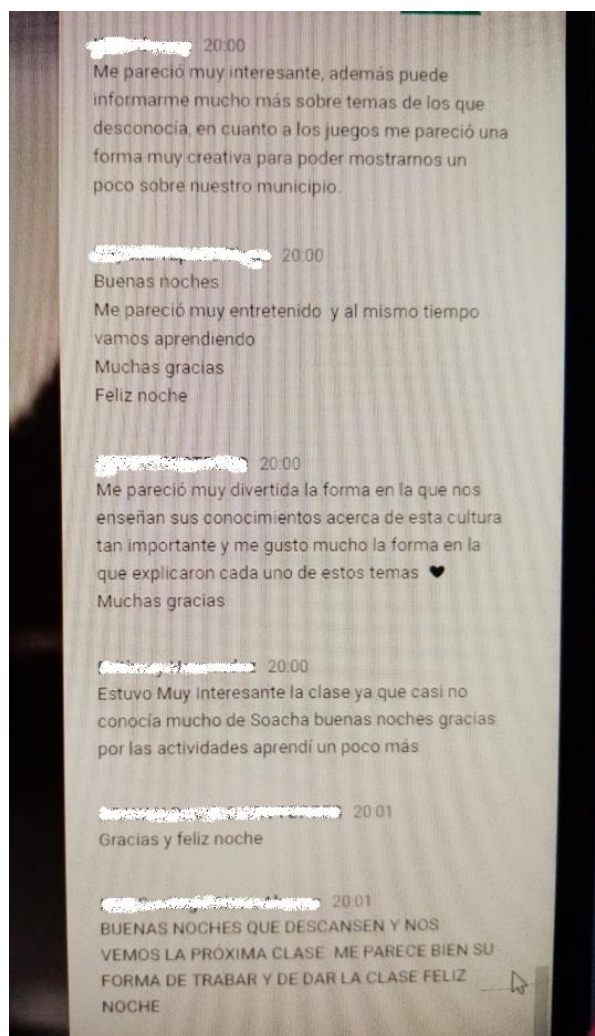 20:00
Me pareció muy interesante, además puede
informarme mucho más sobre temas de los que
desconocía, en cuanto a los juegos me pareció una
forma muy creativa para poder mostrarnos un
poco sobre nuestro municipio.
20:00
Buenas noches
Me pareció muy entretenido y al mismo tiempo
vamos aprendiendo
Muchas gracias
Feliz noche
20:00
Me pareció muy divertida la forma en la que nos
enseñan sus conocimientos acerca de esta cultura
tan importante y me gusto mucho la forma en la
que explicaron cada uno de estos temas ♥
Muchas gracias
20:00
Estuvo Muy Interesante la clase ya que casi no
conocía mucho de Soacha buenas noches gracias
por las actividades aprendí un poco más
20:01
Gracias y feliz noche
20:01
BUENAS NOCHES QUE DESCANSEN Y NOS
VEMOS LA PRÓXIMA CLASE ME PARECE BIEN SU
FORMA DE TRABAR Y DE DAR LA CLASE FELIZ
NOCHE